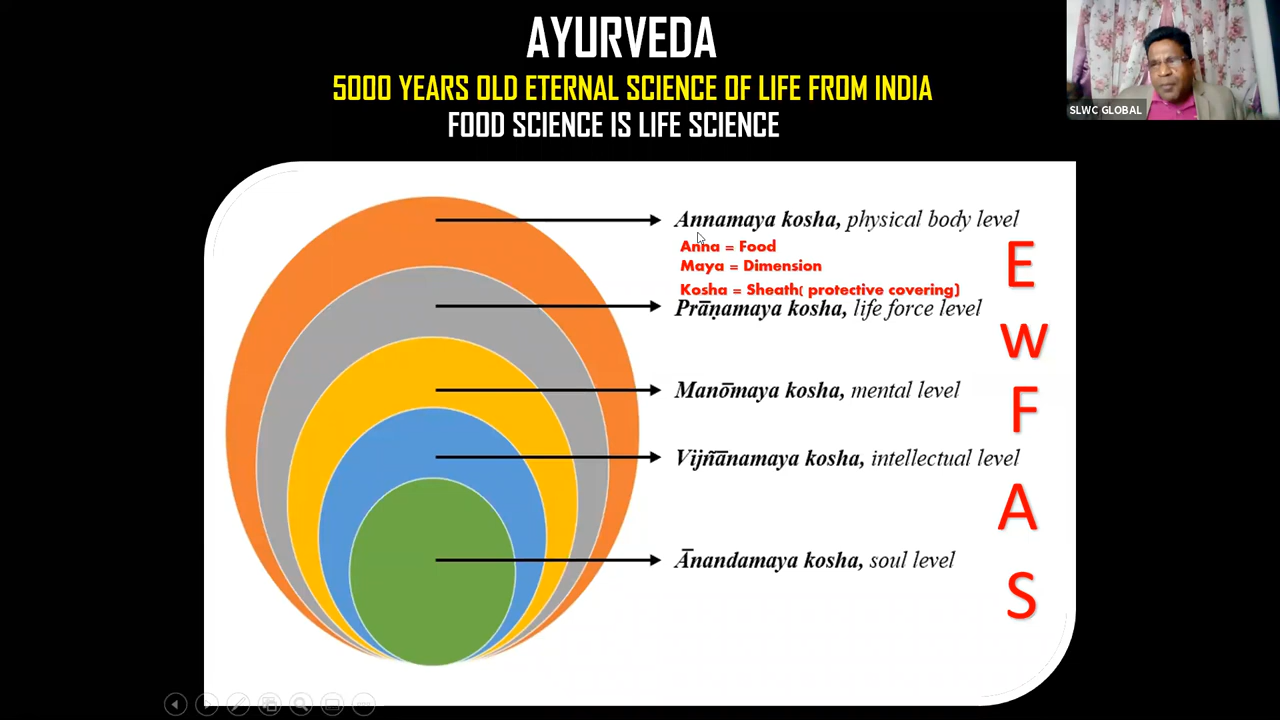 AYURVEDA
5000 YEARS OLD ETERNAL SCIENCE OF LIFE FROM INDIA
FOOD SCIENCE IS LIFE SCIENCE
SLWC GLOBAL
Annamaya kosha, physical body level
Anna = Food
Maya = Dimension
Kosha = Sheath( protective covering)
Prāṇamaya kosha, life force level
Manōmaya kosha, mental level
Vijñānamaya kosha, intellectual level
Ānandamaya kosha, soul level
E
W
F
A
S